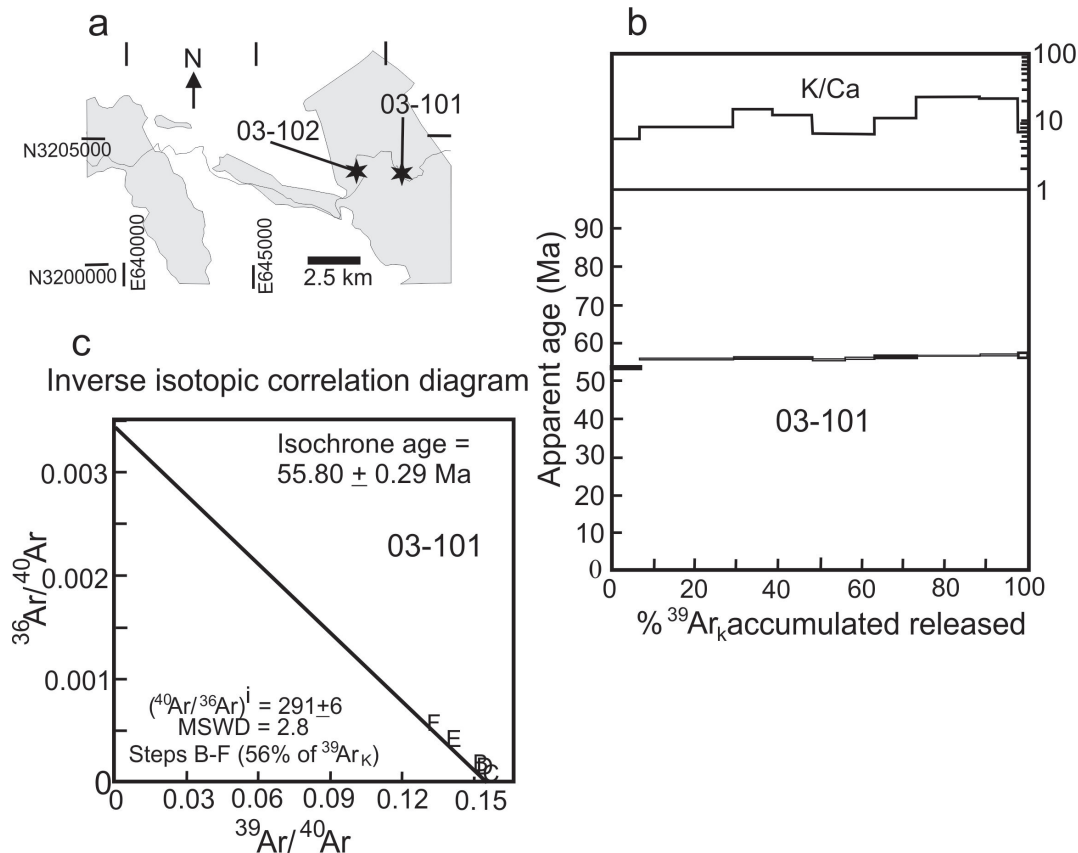 a
N
03-101
03-102
N3205000
E640000
E645000
N3200000
2.5 km
b
K/Ca
100
10
1
90
80
70
60
50
40
30
20
10
0
Apparent age (Ma)
03-101
0 20 40 60 80 100
% ³⁹Arₖ accumulated released
c
Inverse isotopic correlation diagram
Isochrone age =
55.80 ± 0.29 Ma
03-101
0.003
0.002
0.001
0
³⁶Ar/⁴⁰Ar
F
E
D
C
(⁴⁰Ar/³⁶Ar)ⁱ = 291±6
MSWD = 2.8
Steps B-F (56% of ³⁹Ar_K)
0 0.03 0.06 0.09 0.12 0.15
³⁹Ar/⁴⁰Ar